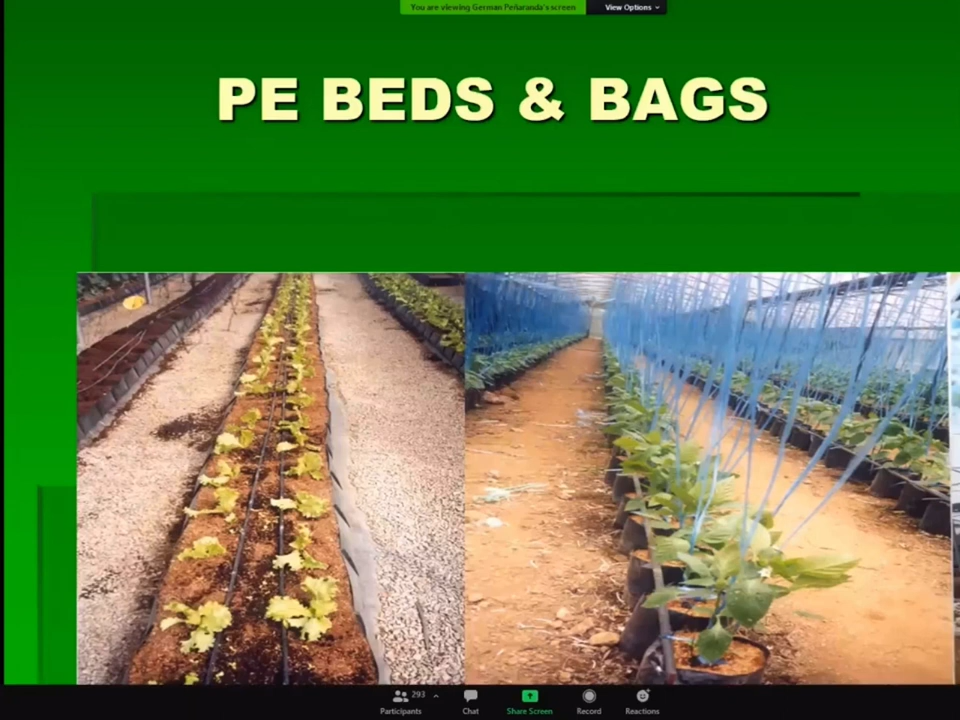 You are viewing German Peñaranda's screen
View Options
PE BEDS & BAGS
293
Participants
Chat
Share Screen
Record
Reactions